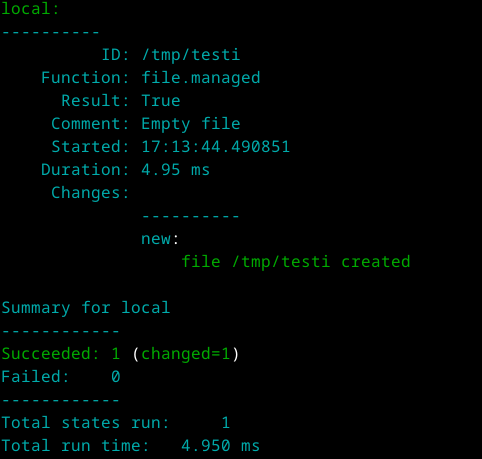 local:
----------
          ID: /tmp/testi
    Function: file.managed
      Result: True
     Comment: Empty file
     Started: 17:13:44.490851
    Duration: 4.95 ms
     Changes:
              ----------
              new:
                  file /tmp/testi created

Summary for local
------------
Succeeded: 1 (changed=1)
Failed:    0
------------
Total states run:     1
Total run time:   4.950 ms